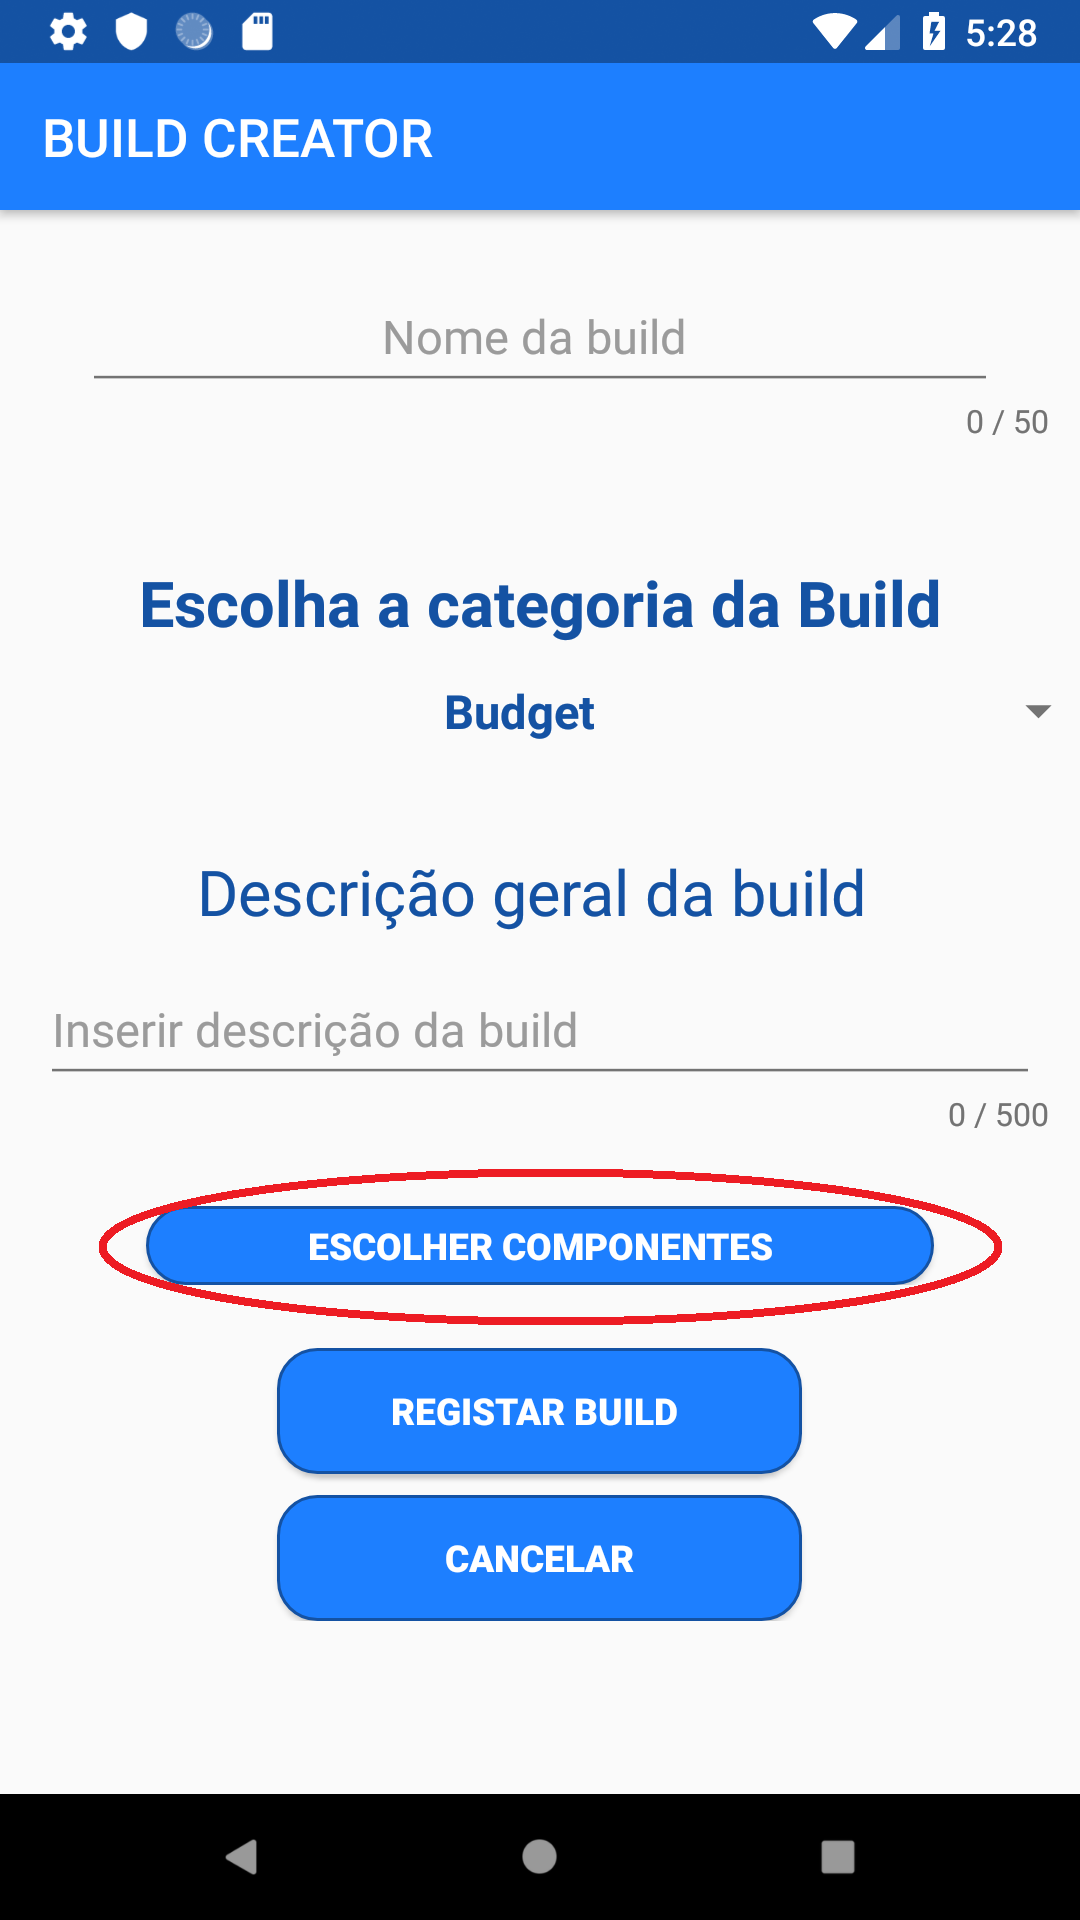 5:28
BUILD CREATOR
Nome da build
0 / 50
Escolha a categoria da Build
Budget
Descrição geral da build
Inserir descrição da build
0 / 500
ESCOLHER COMPONENTES
REGISTAR BUILD
CANCELAR